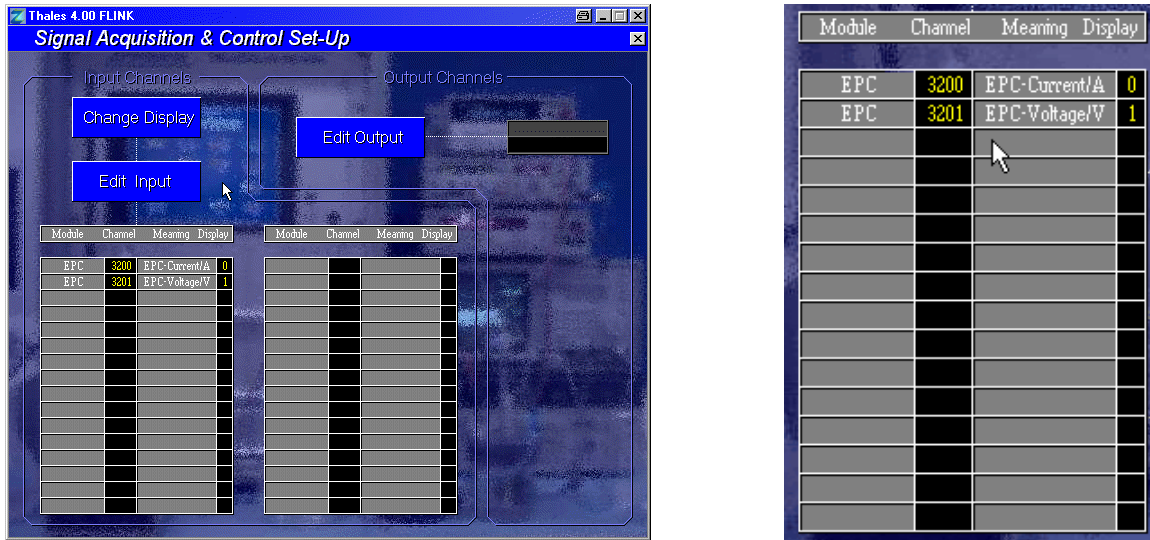 Thales 4.00 FLINK
Signal Acquisition & Control Set-Up
Input Channels
Output Channels
Change Display
Edit Output
Edit Input
Module Channel Meaning Display
Module Channel Meaning Display
EPC 3200 EPC-Current/A 0
EPC 3201 EPC-Voltage/V 1
Module Channel Meaning Display
EPC 3200 EPC-Current/A 0
EPC 3201 EPC-Voltage/V 1